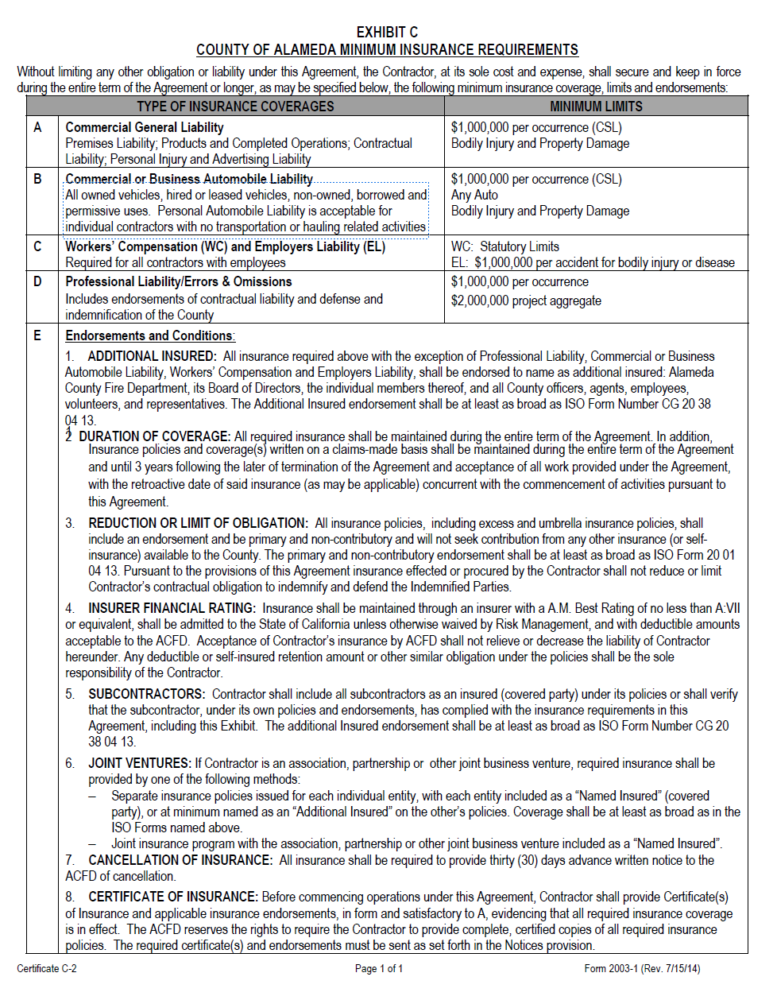 EXHIBIT C
COUNTY OF ALAMEDA MINIMUM INSURANCE REQUIREMENTS
Without limiting any other obligation or liability under this Agreement, the Contractor, at its sole cost and expense, shall secure and keep in force
during the entire term of the Agreement or longer, as may be specified below, the following minimum insurance coverage, limits and endorsements:
TYPE OF INSURANCE COVERAGES MINIMUM LIMITS
A Commercial General Liability $1,000,000 per occurrence (CSL)
Premises Liability; Products and Completed Operations; Contractual Bodily Injury and Property Damage
Liability; Personal Injury and Advertising Liability
B Commercial or Business Automobile Liability $1,000,000 per occurrence (CSL)
All owned vehicles, hired or leased vehicles, non-owned, borrowed and Any Auto
permissive uses. Personal Automobile Liability is acceptable for Bodily Injury and Property Damage
individual contractors with no transportation or hauling related activities
C Workers' Compensation (WC) and Employers Liability (EL) WC: Statutory Limits
Required for all contractors with employees EL: $1,000,000 per accident for bodily injury or disease
D Professional Liability/Errors & Omissions $1,000,000 per occurrence
Includes endorsements of contractual liability and defense and $2,000,000 project aggregate
indemnification of the County
E Endorsements and Conditions:
1. ADDITIONAL INSURED: All insurance required above with the exception of Professional Liability, Commercial or Business
Automobile Liability, Workers' Compensation and Employers Liability, shall be endorsed to name as additional insured: Alameda
County Fire Department, its Board of Directors, the individual members thereof, and all County officers, agents, employees,
volunteers, and representatives. The Additional Insured endorsement shall be at least as broad as ISO Form Number CG 20 38
04 13.
1
2 DURATION OF COVERAGE: All required insurance shall be maintained during the entire term of the Agreement. In addition,
Insurance policies and coverage(s) written on a claims-made basis shall be maintained during the entire term of the Agreement
and until 3 years following the later of termination of the Agreement and acceptance of all work provided under the Agreement,
with the retroactive date of said insurance (as may be applicable) concurrent with the commencement of activities pursuant to
this Agreement.
3. REDUCTION OR LIMIT OF OBLIGATION: All insurance policies, including excess and umbrella insurance policies, shall
include an endorsement and be primary and non-contributory and will not seek contribution from any other insurance (or self-
insurance) available to the County. The primary and non-contributory endorsement shall be at least as broad as ISO Form 20 01
04 13. Pursuant to the provisions of this Agreement insurance effected or procured by the Contractor shall not reduce or limit
Contractor's contractual obligation to indemnify and defend the Indemnified Parties.
4. INSURER FINANCIAL RATING: Insurance shall be maintained through an insurer with a A.M. Best Rating of no less than A:VII
or equivalent, shall be admitted to the State of California unless otherwise waived by Risk Management, and with deductible amounts
acceptable to the ACFD. Acceptance of Contractor's insurance by ACFD shall not relieve or decrease the liability of Contractor
hereunder. Any deductible or self-insured retention amount or other similar obligation under the policies shall be the sole
responsibility of the Contractor.
5. SUBCONTRACTORS: Contractor shall include all subcontractors as an insured (covered party) under its policies or shall verify
that the subcontractor, under its own policies and endorsements, has complied with the insurance requirements in this
Agreement, including this Exhibit. The additional Insured endorsement shall be at least as broad as ISO Form Number CG 20
38 04 13.
6. JOINT VENTURES: If Contractor is an association, partnership or other joint business venture, required insurance shall be
provided by one of the following methods:
– Separate insurance policies issued for each individual entity, with each entity included as a “Named Insured” (covered
party), or at minimum named as an “Additional Insured” on the other's policies. Coverage shall be at least as broad as in the
ISO Forms named above.
– Joint insurance program with the association, partnership or other joint business venture included as a “Named Insured”.
7. CANCELLATION OF INSURANCE: All insurance shall be required to provide thirty (30) days advance written notice to the
ACFD of cancellation.
8. CERTIFICATE OF INSURANCE: Before commencing operations under this Agreement, Contractor shall provide Certificate(s)
of Insurance and applicable insurance endorsements, in form and satisfactory to A, evidencing that all required insurance coverage
is in effect. The ACFD reserves the rights to require the Contractor to provide complete, certified copies of all required insurance
policies. The required certificate(s) and endorsements must be sent as set forth in the Notices provision.
Certificate C-2 Page 1 of 1 Form 2003-1 (Rev. 7/15/14)